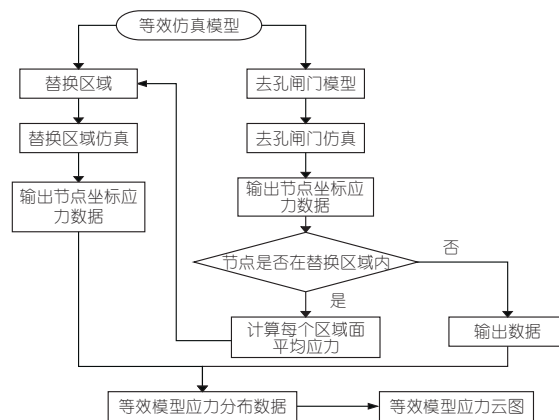 等效仿真模型
替换区域
去孔闸门模型
替换区域仿真
去孔闸门仿真
输出节点坐标应
力数据
输出节点坐标应
力数据
节点是否在替换区域内
否
是
计算每个区域面
平均应力
输出数据
等效模型应力分布数据
等效模型应力云图